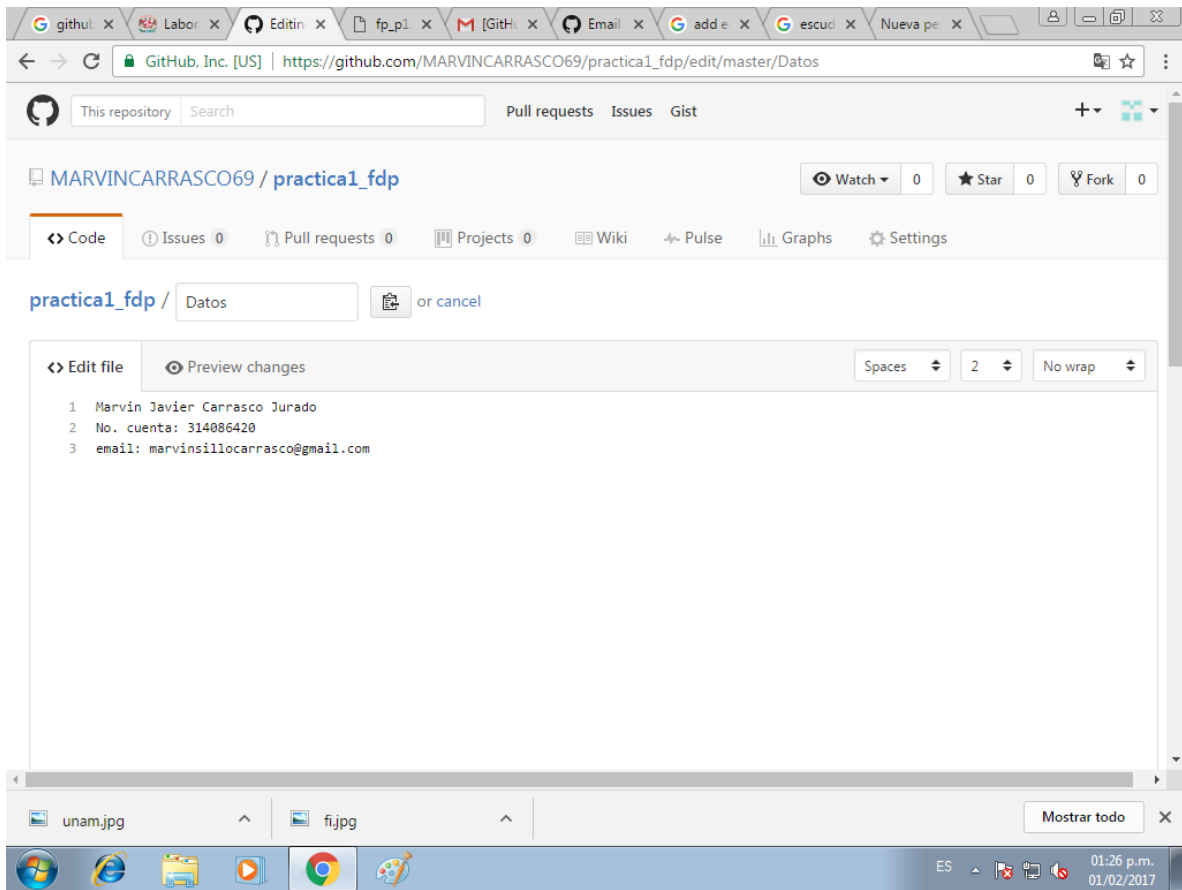 github
Labor
Editin
fp_p1.
[GitHu
Email
add e
escud
Nueva pe
GitHub, Inc. [US] | https://github.com/MARVINCARRASCO69/practica1_fdp/edit/master/Datos
This repository Search Pull requests Issues Gist
MARVINCARRASCO69 / practica1_fdp Watch 0 Star 0 Fork 0
<> Code Issues 0 Pull requests 0 Projects 0 Wiki Pulse Graphs Settings
practica1_fdp / Datos or cancel
<> Edit file Preview changes Spaces 2 No wrap
1 Marvin Javier Carrasco Jurado
2 No. cuenta: 314086420
3 email: marvinsillocarrasco@gmail.com
unam.jpg fi.jpg Mostrar todo
ES 01:26 p.m.
01/02/2017